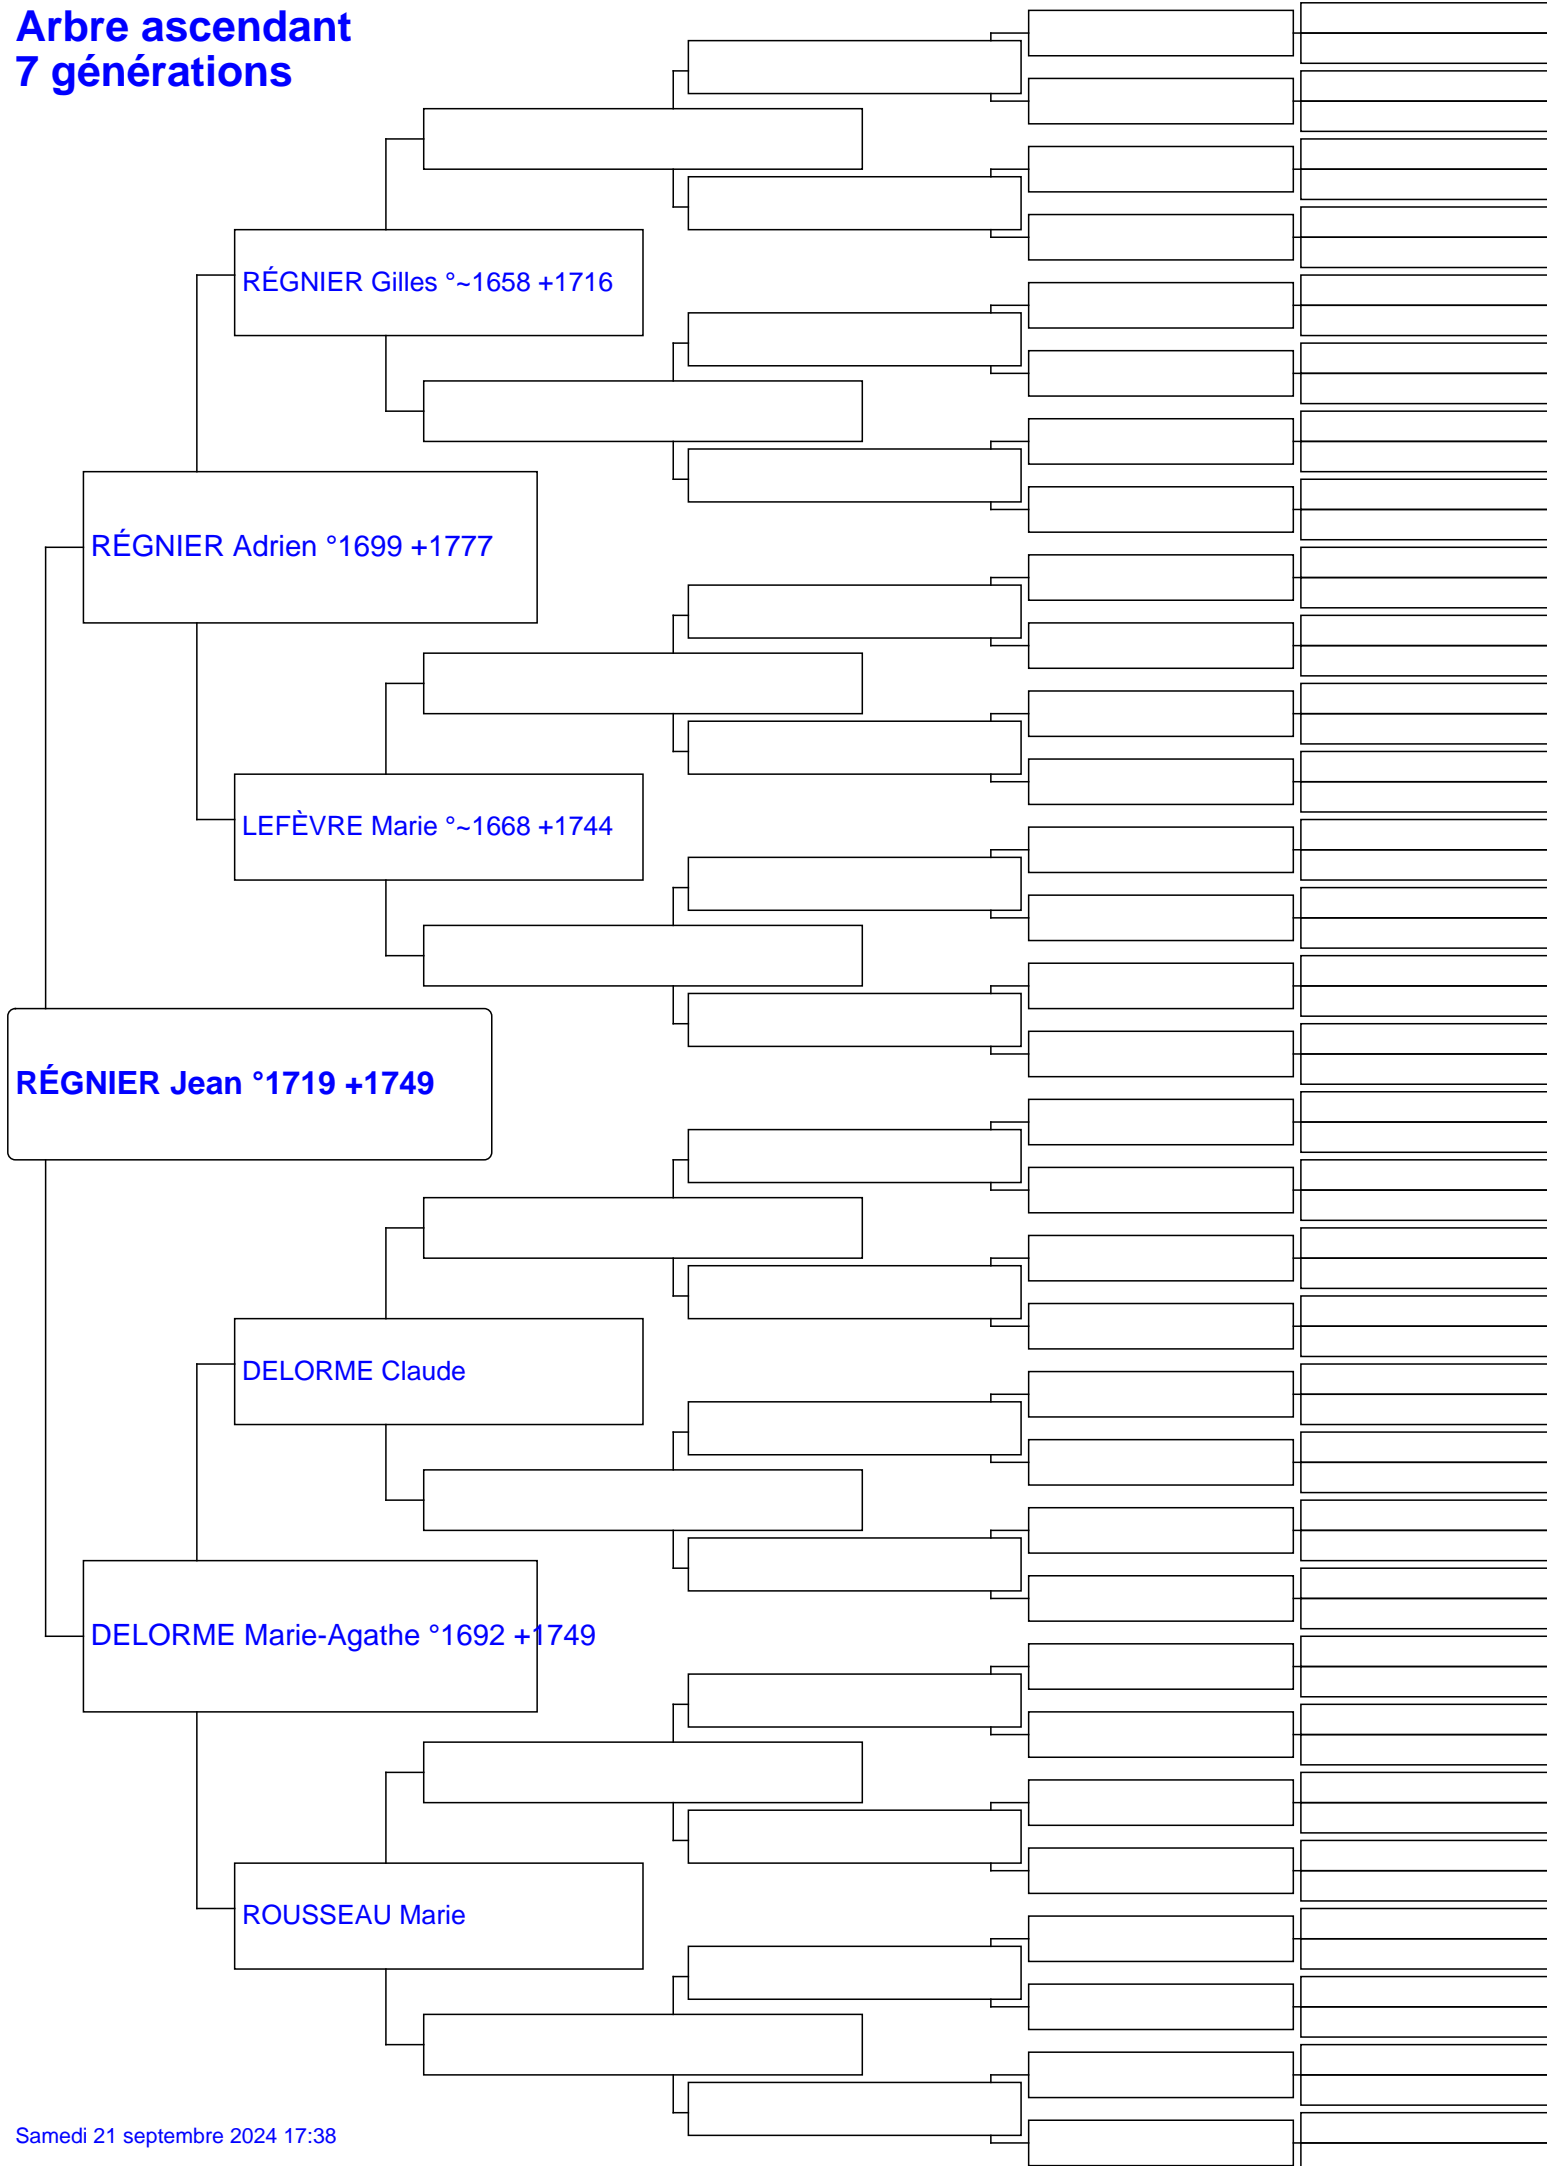 Arbre ascendant
7 générations
RÉGNIER Gilles °~1658 +1716
RÉGNIER Adrien °1699 +1777
LEFÈVRE Marie °~1668 +1744
RÉGNIER Jean °1719 +1749
DELORME Claude
DELORME Marie-Agathe °1692 +1749
ROUSSEAU Marie
Samedi 21 septembre 2024 17:38